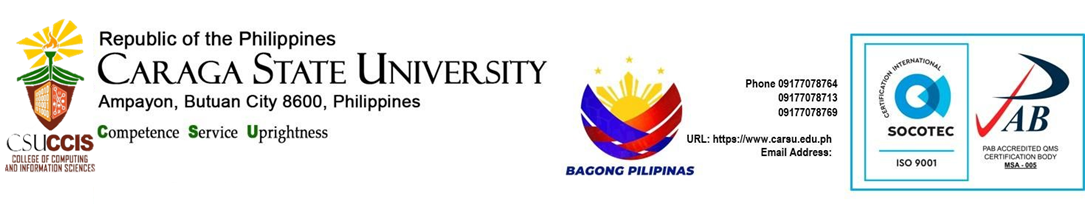 CSUCCIS
COLLEGE OF COMPUTING
AND INFORMATION SCIENCES
Republic of the Philippines
CARAGA STATE UNIVERSITY
Ampayon, Butuan City 8600, Philippines
Competence Service Uprightness
BAGONG PILIPINAS
Phone 09177078764
09177078713
09177078769
URL: https://www.carsu.edu.ph
Email Address:
CERTIFICATION INTERNATIONAL
SOCOTEC
ISO 9001
PAB
PAB ACCREDITED QMS
CERTIFICATION BODY
MSA - 005